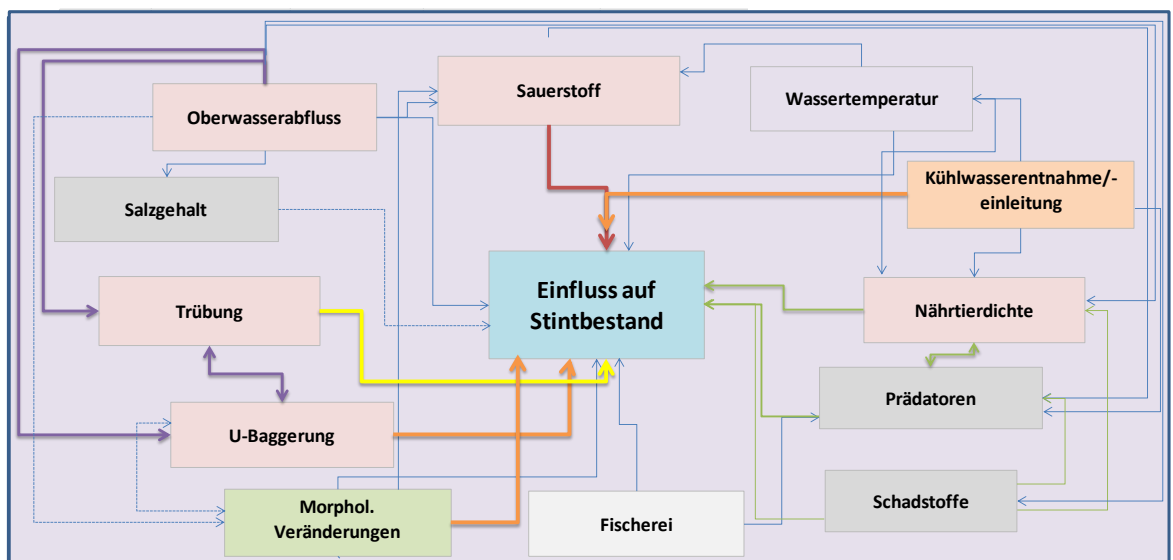 Sauerstoff
Wassertemperatur
Oberwasserabfluss
Kühlwasserentnahme/-
einleitung
Salzgehalt
Einfluss auf
Stintbestand
Trübung
Nährtierdichte
Prädatoren
U-Baggerung
Schadstoffe
Morphol.
Veränderungen
Fischerei